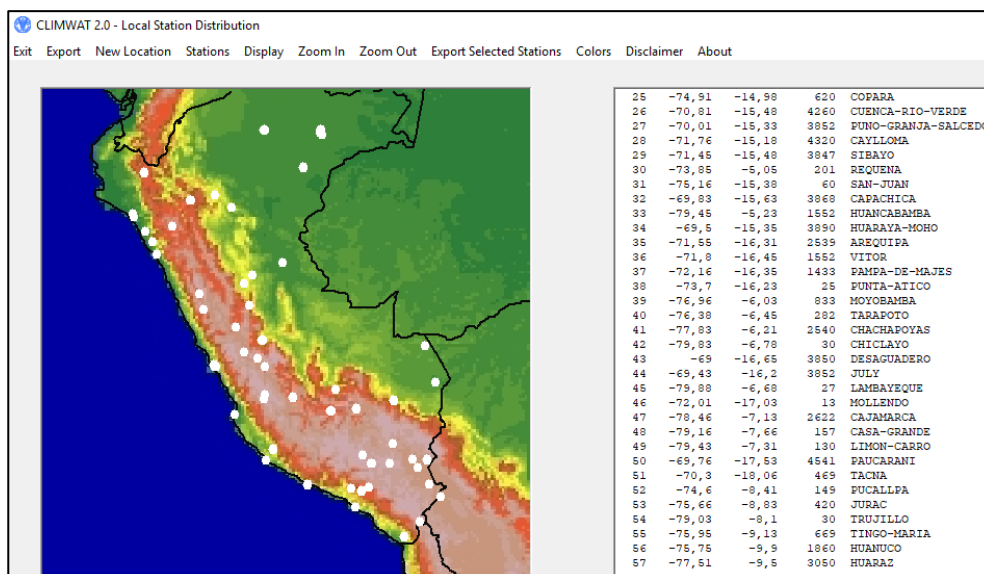 CLIMWAT 2.0 - Local Station Distribution
Exit Export New Location Stations Display Zoom In Zoom Out Export Selected Stations Colors Disclaimer About
25 -74,91 -14,98 620 COPARA
26 -70,81 -15,48 4260 CUENCA-RIO-VERDE
27 -70,01 -15,33 3852 PUNO-GRANJA-SALCEDO
28 -71,76 -15,18 4320 CAYLLOMA
29 -71,45 -15,48 3847 SIBAYO
30 -73,85 -5,05 201 REQUENA
31 -75,16 -15,38 60 SAN-JUAN
32 -69,83 -15,63 3868 CAPACHICA
33 -79,45 -5,23 1552 HUANCABAMBA
34 -69,5 -15,35 3890 HUARAYA-MOHO
35 -71,55 -16,31 2539 AREQUIPA
36 -71,8 -16,45 1552 VITOR
37 -72,16 -16,35 1433 PAMPA-DE-MAJES
38 -73,7 -16,23 25 PUNTA-ATICO
39 -76,96 -6,03 833 MOYOBAMBA
40 -76,38 -6,45 282 TARAPOTO
41 -77,83 -6,21 2540 CHACHAPOYAS
42 -79,83 -6,78 30 CHICLAYO
43 -69 -16,65 3850 DESAGUADERO
44 -69,43 -16,2 3852 JULY
45 -79,88 -6,68 27 LAMBAYEQUE
46 -72,01 -17,03 13 MOLLENDO
47 -78,46 -7,13 2622 CAJAMARCA
48 -79,16 -7,66 157 CASA-GRANDE
49 -79,43 -7,31 130 LIMON-CARRO
50 -69,76 -17,53 4541 PAUCARANI
51 -70,3 -18,06 469 TACNA
52 -74,6 -8,41 149 PUCALLPA
53 -75,66 -8,83 420 JURAC
54 -79,03 -8,1 30 TRUJILLO
55 -75,95 -9,13 669 TINGO-MARIA
56 -75,75 -9,9 1860 HUANUCO
57 -77,51 -9,5 3050 HUARAZ